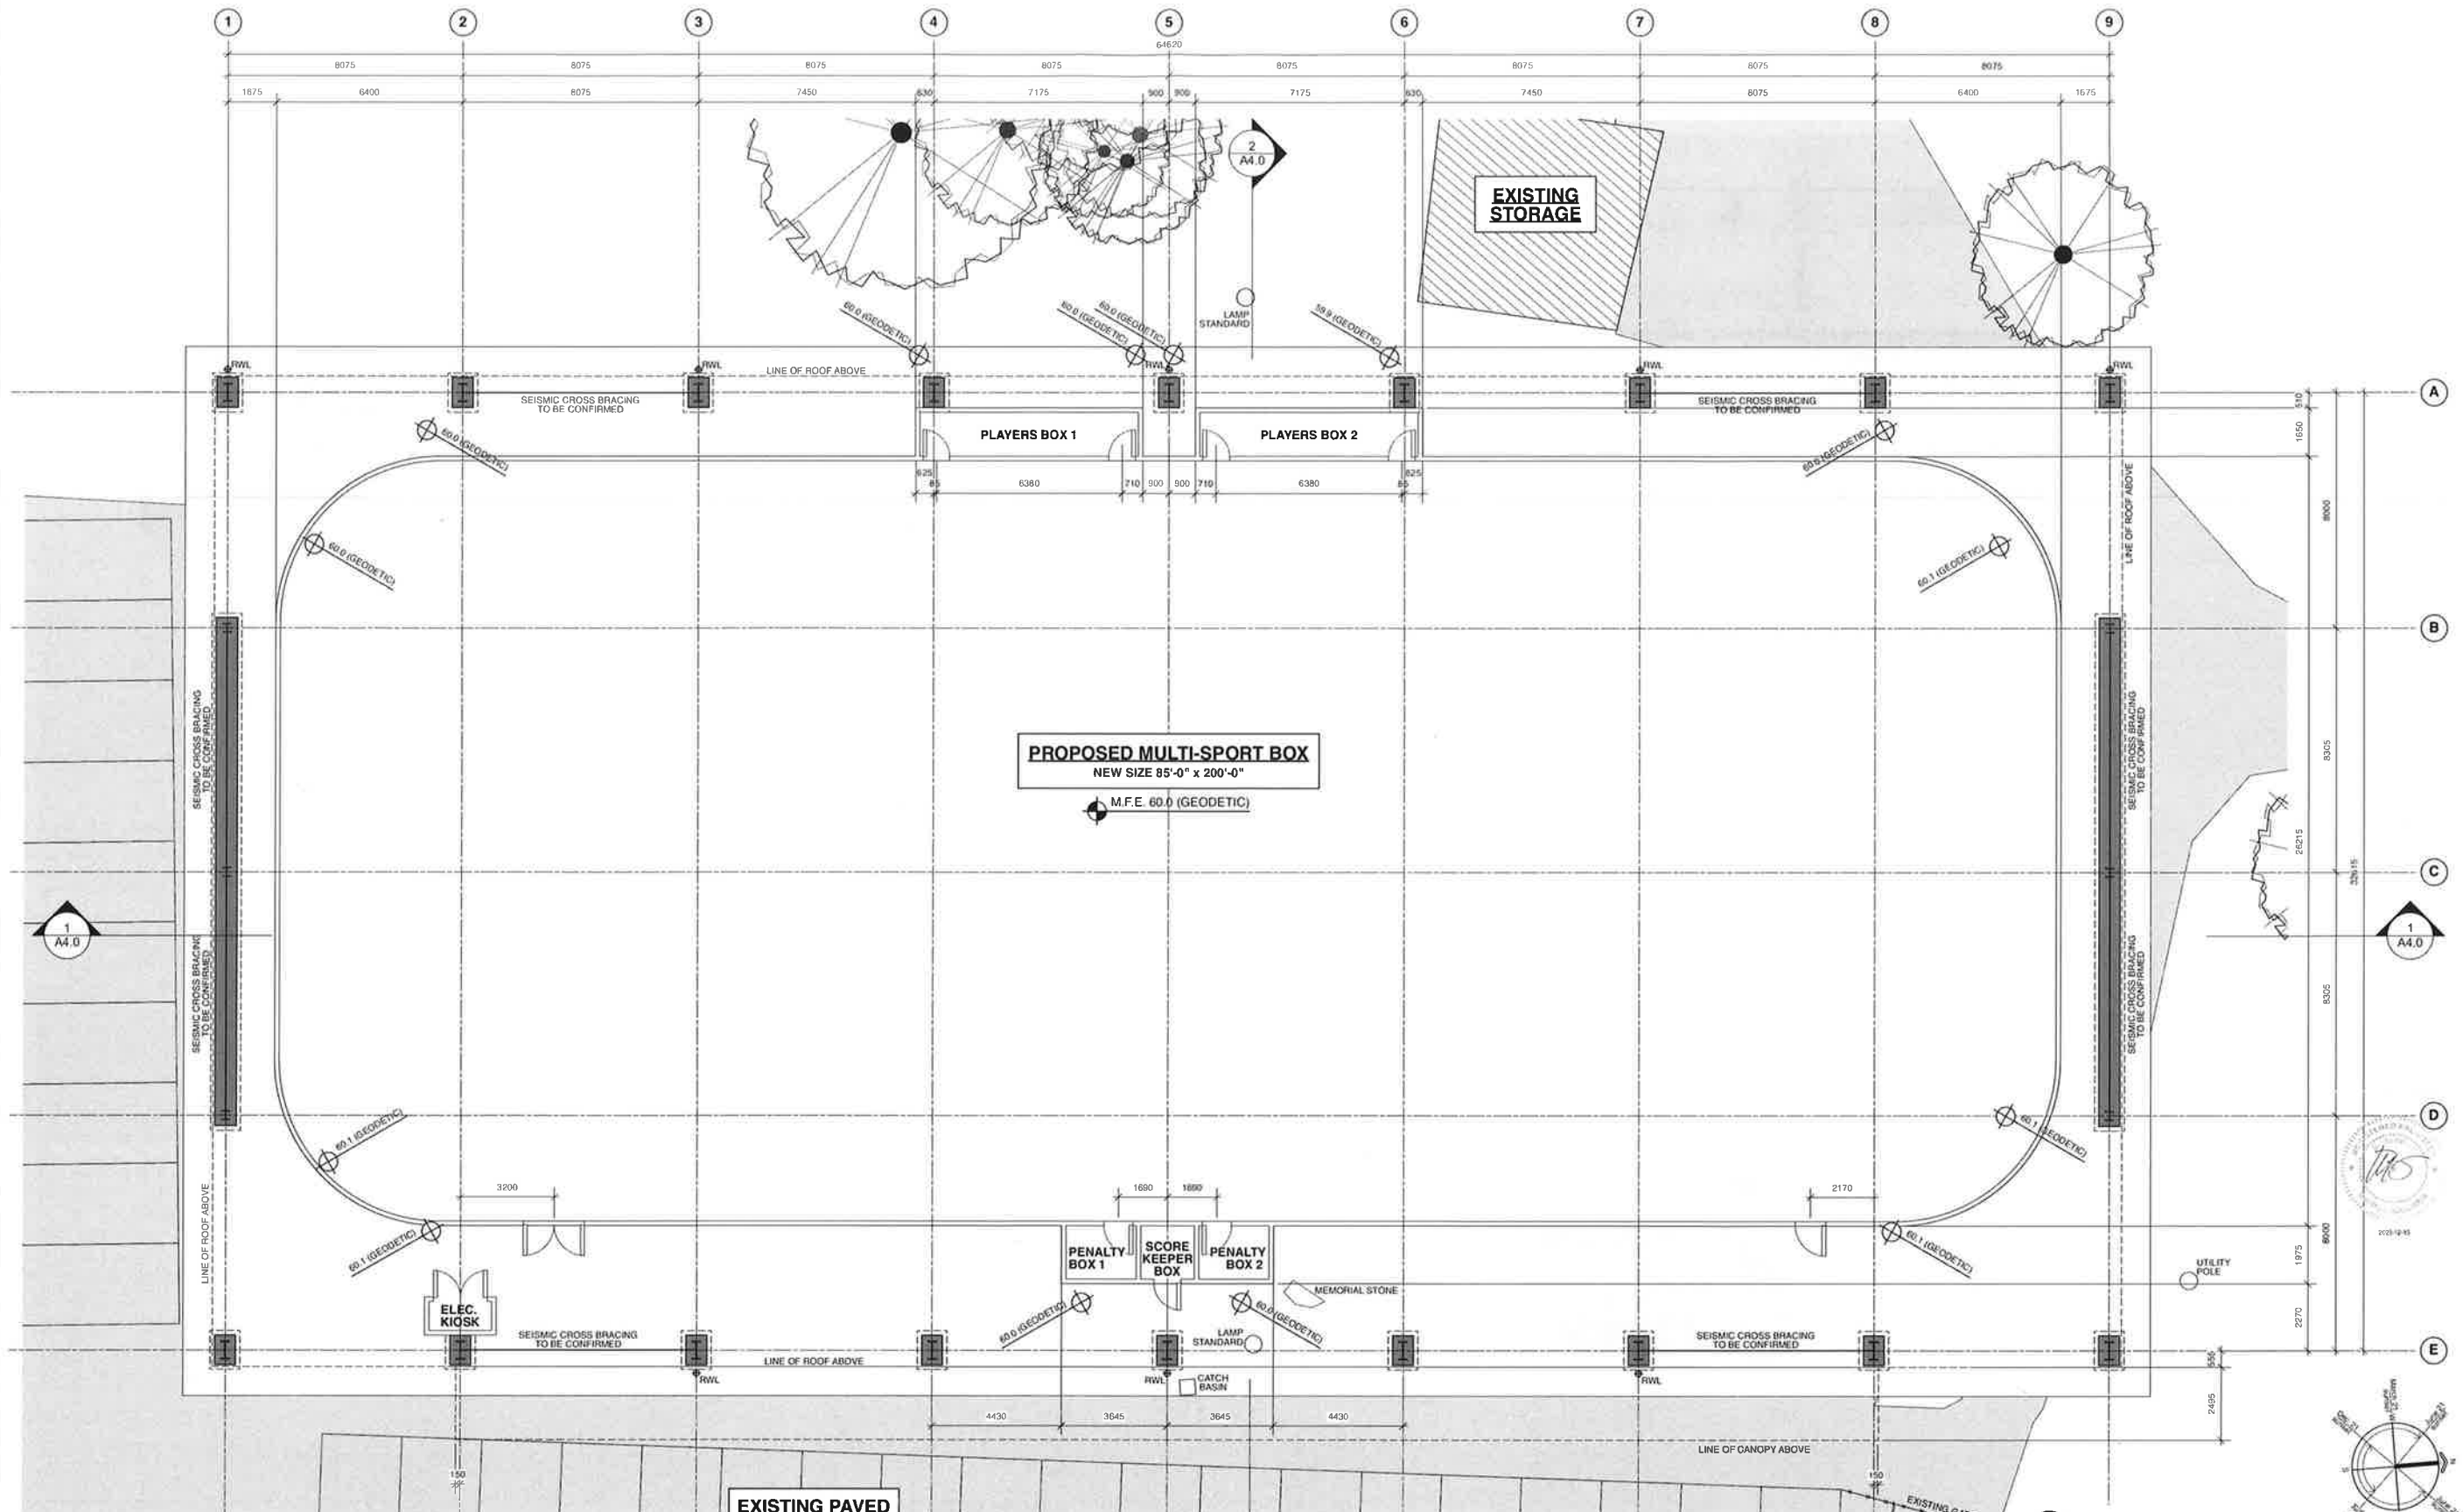 1 2 3 4 5 6 7 8 9
64620
8075 8075 8075 8075 8075 8075 8075 8075
1675 6400 8075 7450 630 7175 900 900 7175 630 7450 8075 6400 1675
2
A4.0
EXISTING
STORAGE
LAMP
STANDARD
60.0 (GEODETIC)
60.0 (GEODETIC)
60.0 (GEODETIC)
59.9 (GEODETIC)
RWL
RWL
RWL
RWL
RWL
LINE OF ROOF ABOVE
A
SEISMIC CROSS BRACING
TO BE CONFIRMED
SEISMIC CROSS BRACING
TO BE CONFIRMED
510
1650
PLAYERS BOX 1
PLAYERS BOX 2
60.0 (GEODETIC)
60.0 (GEODETIC)
625 85 6380 710 900 900 710 6380 85 625
LINE OF ROOF ABOVE
8000
60.0 (GEODETIC)
60.1 (GEODETIC)
B
SEISMIC CROSS BRACING
TO BE CONFIRMED
SEISMIC CROSS BRACING
TO BE CONFIRMED
8305
PROPOSED MULTI-SPORT BOX
NEW SIZE 85'-0" x 200'-0"
M.F.E. 60.0 (GEODETIC)
26215
32615
C
1
A4.0
1
A4.0
SEISMIC CROSS BRACING
TO BE CONFIRMED
SEISMIC CROSS BRACING
TO BE CONFIRMED
8305
D
60.1 (GEODETIC)
60.1 (GEODETIC)
LINE OF ROOF ABOVE
3200
1690 1690
2170
8000
1975
60.1 (GEODETIC)
60.1 (GEODETIC)
PENALTY
BOX 1
SCORE
KEEPER
BOX
PENALTY
BOX 2
UTILITY
POLE
MEMORIAL STONE
ELEC.
KIOSK
60.0 (GEODETIC)
60.0 (GEODETIC)
2270
SEISMIC CROSS BRACING
TO BE CONFIRMED
LAMP
STANDARD
SEISMIC CROSS BRACING
TO BE CONFIRMED
E
LINE OF ROOF ABOVE
555
RWL
RWL
CATCH
BASIN
RWL
2495
4430 3645 3645 4430
LINE OF CANOPY ABOVE
150
150
EXISTING PAVED
EXISTING